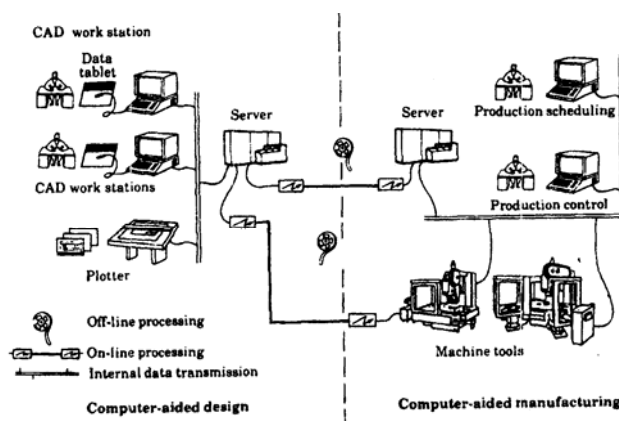 CAD work station
Data
tablet
Server
Server
Production scheduling
CAD work stations
Production control
Plotter
Off-line processing
On-line processing
Machine tools
Internal data transmission
Computer-aided design
Computer-aided manufacturing